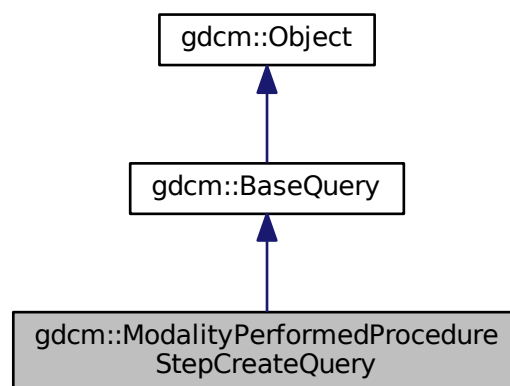 gdcm::Object
gdcm::BaseQuery
gdcm::ModalityPerformedProcedure
StepCreateQuery